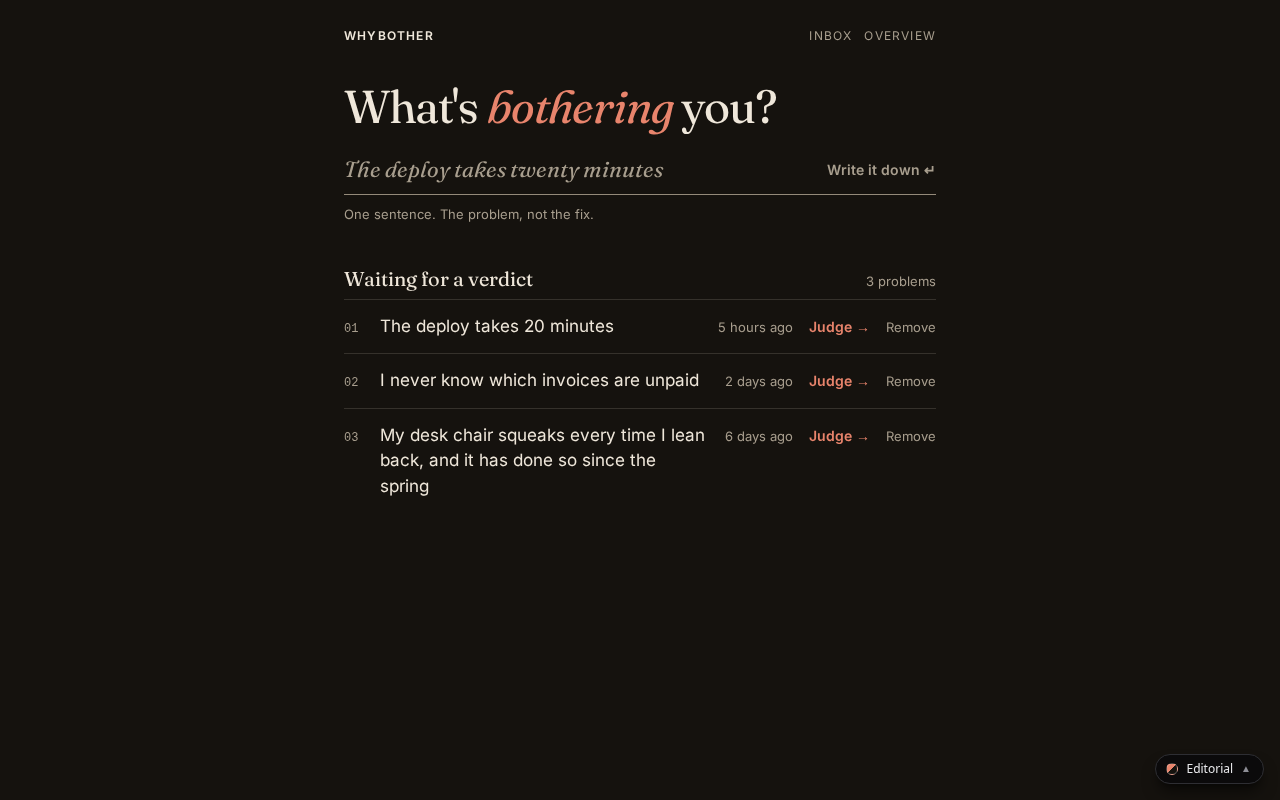 WHYBOTHER
INBOX OVERVIEW
What's bothering you?
The deploy takes twenty minutes
Write it down ↵
One sentence. The problem, not the fix.
Waiting for a verdict
3 problems
01 The deploy takes 20 minutes 5 hours ago Judge → Remove
02 I never know which invoices are unpaid 2 days ago Judge → Remove
03 My desk chair squeaks every time I lean 6 days ago Judge → Remove
back, and it has done so since the
spring
Editorial ▲